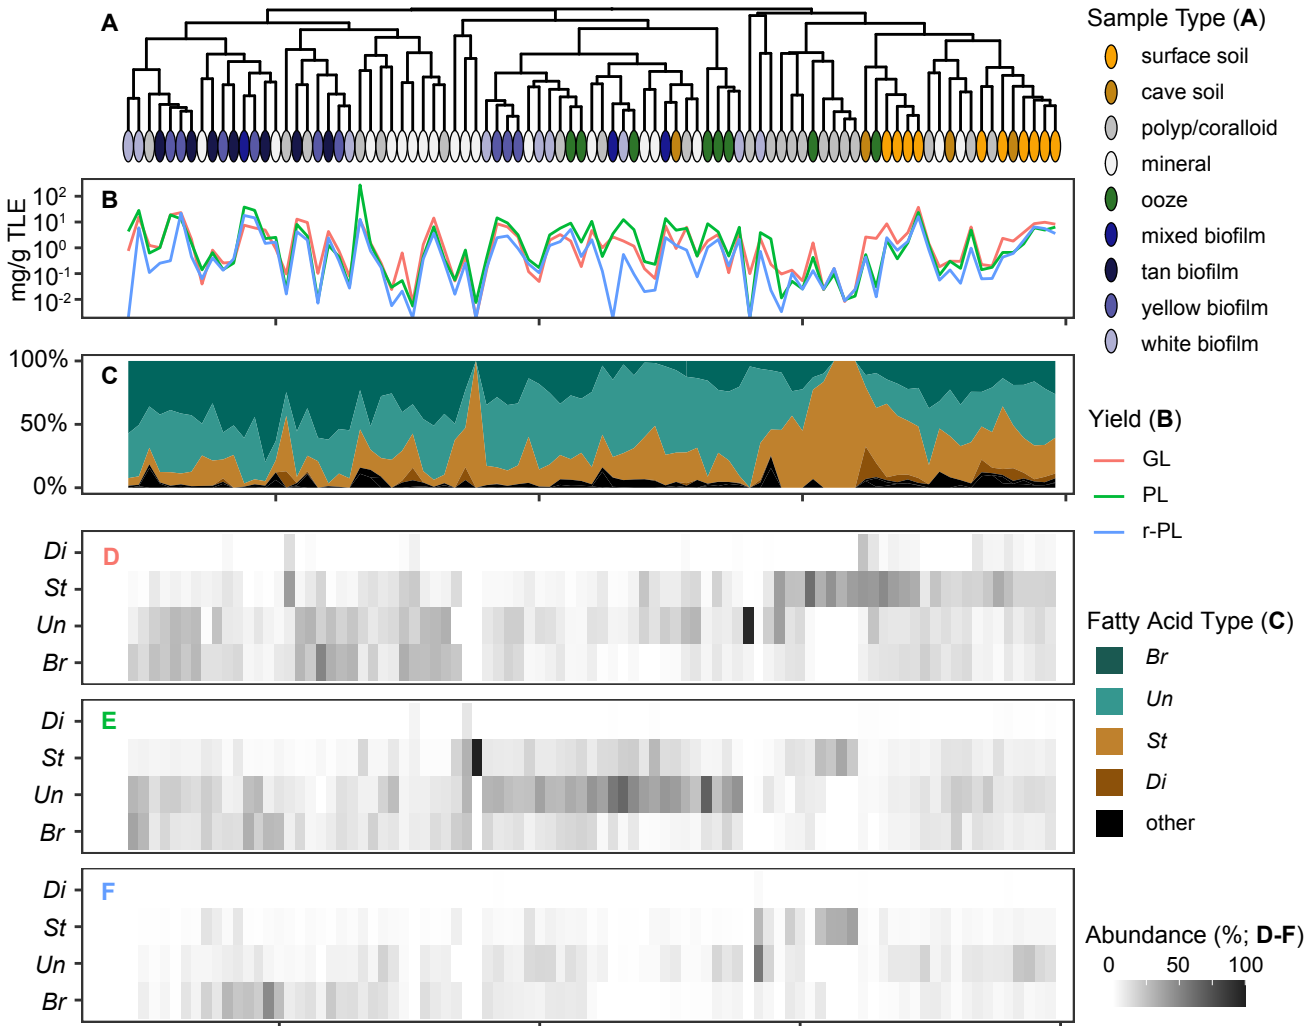 A
Sample Type (A)
surface soil
cave soil
polyp/coralloid
mineral
ooze
mixed biofilm
tan biofilm
yellow biofilm
white biofilm
B
mg/g TLE
10²
10¹
10⁰
10⁻¹
10⁻²
C
100%
50%
0%
Yield (B)
GL
PL
r-PL
D
Di
St
Un
Br
Fatty Acid Type (C)
Br
Un
St
Di
other
E
Di
St
Un
Br
F
Di
St
Un
Br
Abundance (%; D-F)
0 50 100